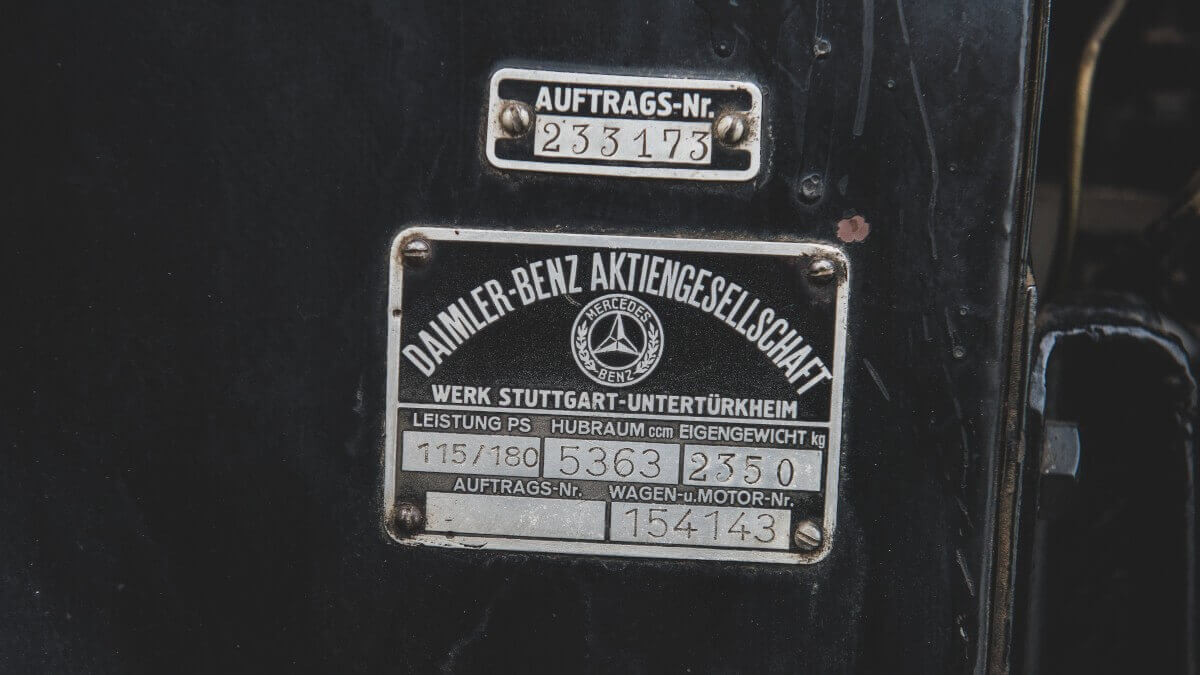 AUFTRAGS-Nr.
233173
DAIMLER-BENZ AKTIENGESELLSCHAFT
MERCEDES
BENZ
WERK STUTTGART-UNTERTÜRKHEIM
LEISTUNG PS HUBRAUM ccm EIGENGEWICHT kg
115/180 5363 2350
AUFTRAGS-Nr. WAGEN-u.MOTOR-Nr.
154143